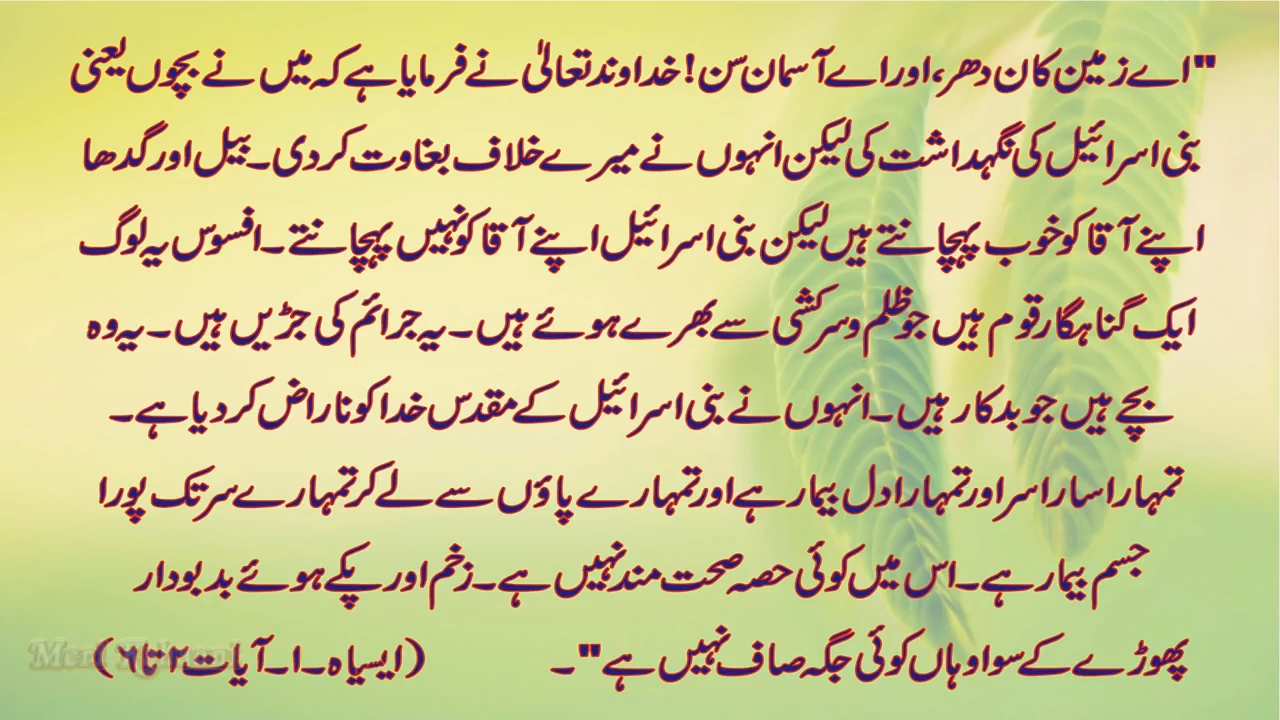 "اے زمین کان دھر، اور اے آسمان سن! خداوند تعالیٰ نے فرمایا ہے کہ میں نے بچوں یعنی
بنی اسرائیل کی نگہداشت کی لیکن انہوں نے میرے خلاف بغاوت کر دی۔ بیل اور گدھا
اپنے آقا کو خوب پہچانتے ہیں لیکن بنی اسرائیل اپنے آقا کو نہیں پہچانتے۔ افسوس یہ لوگ
ایک گناہگار قوم ہیں جو ظلم و سرکشی سے بھرے ہوئے ہیں۔ یہ جرائم کی جڑیں ہیں۔ یہ وہ
بچے ہیں جو بدکار ہیں۔ انہوں نے بنی اسرائیل کے مقدس خدا کو ناراض کر دیا ہے۔
تمہارا سارا سر اور تمہارا دل بیمار ہے اور تمہارے پاؤں سے لے کر تمہارے سر تک پورا
جسم بیمار ہے۔ اس میں کوئی حصہ صحت مند نہیں ہے۔ زخم اور پکے ہوئے بدبودار
پھوڑے کے سوا وہاں کوئی جگہ صاف نہیں ہے"۔ (ایسیاہ۔ ۱۔ آیات ۲ تا ۶)